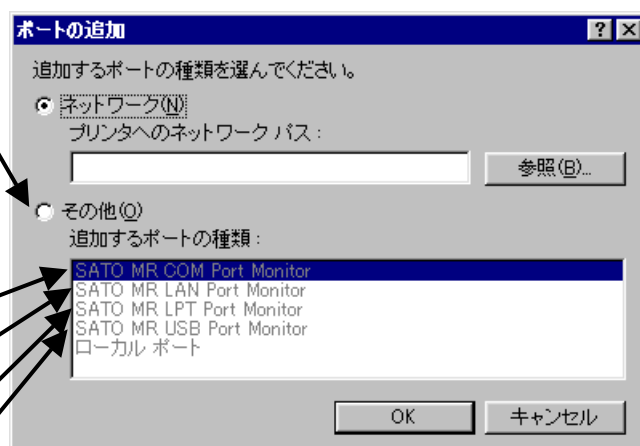 ポートの追加
追加するポートの種類を選んでください。
ネットワーク(N)
プリンタへのネットワーク パス :
参照(B)...
その他(O)
追加するポートの種類 :
SATO MR COM Port Monitor
SATO MR LAN Port Monitor
SATO MR LPT Port Monitor
SATO MR USB Port Monitor
ローカル ポート
OK
キャンセル